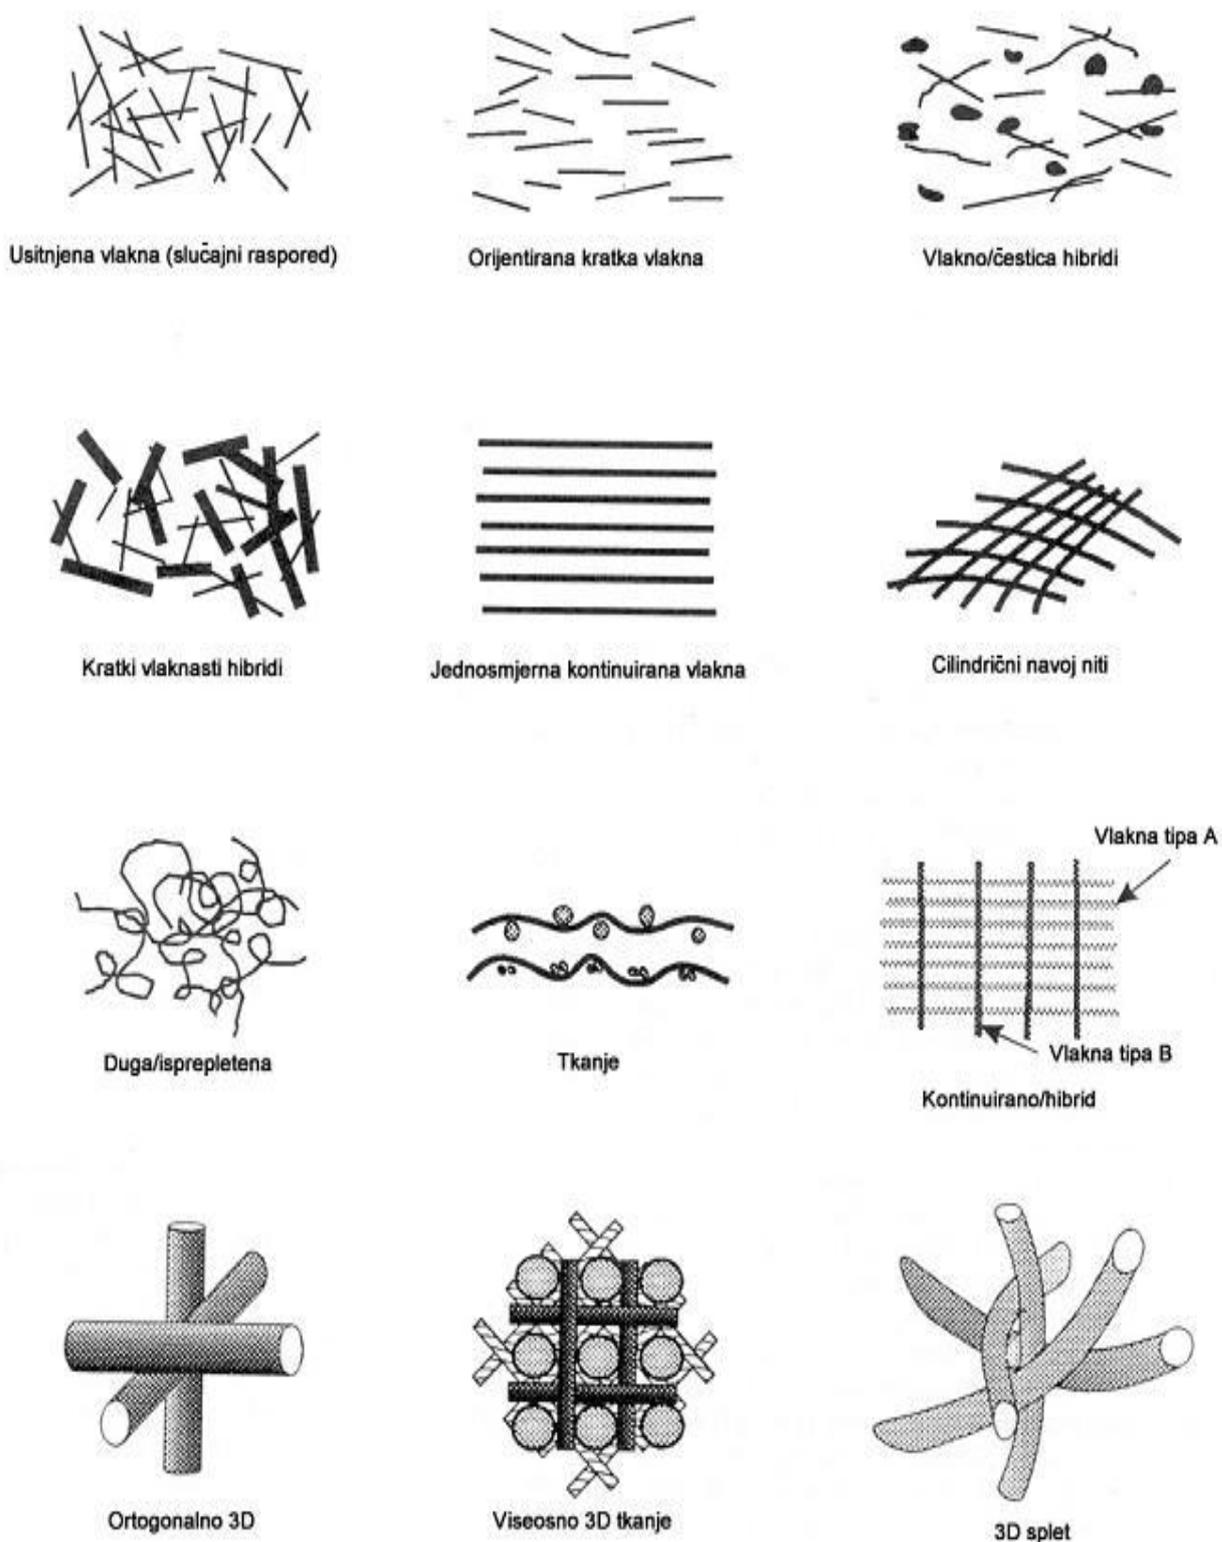 Usitnjena vlakna (slučajni raspored)
Orijentirana kratka vlakna
Vlakno/čestica hibridi
Kratki vlaknasti hibridi
Jednosmjerna kontinuirana vlakna
Cilindrični navoj niti
Vlakna tipa A
Duga/isprepletena
Tkanje
Vlakna tipa B
Kontinuirano/hibrid
Ortogonalno 3D
Viseosno 3D tkanje
3D splet